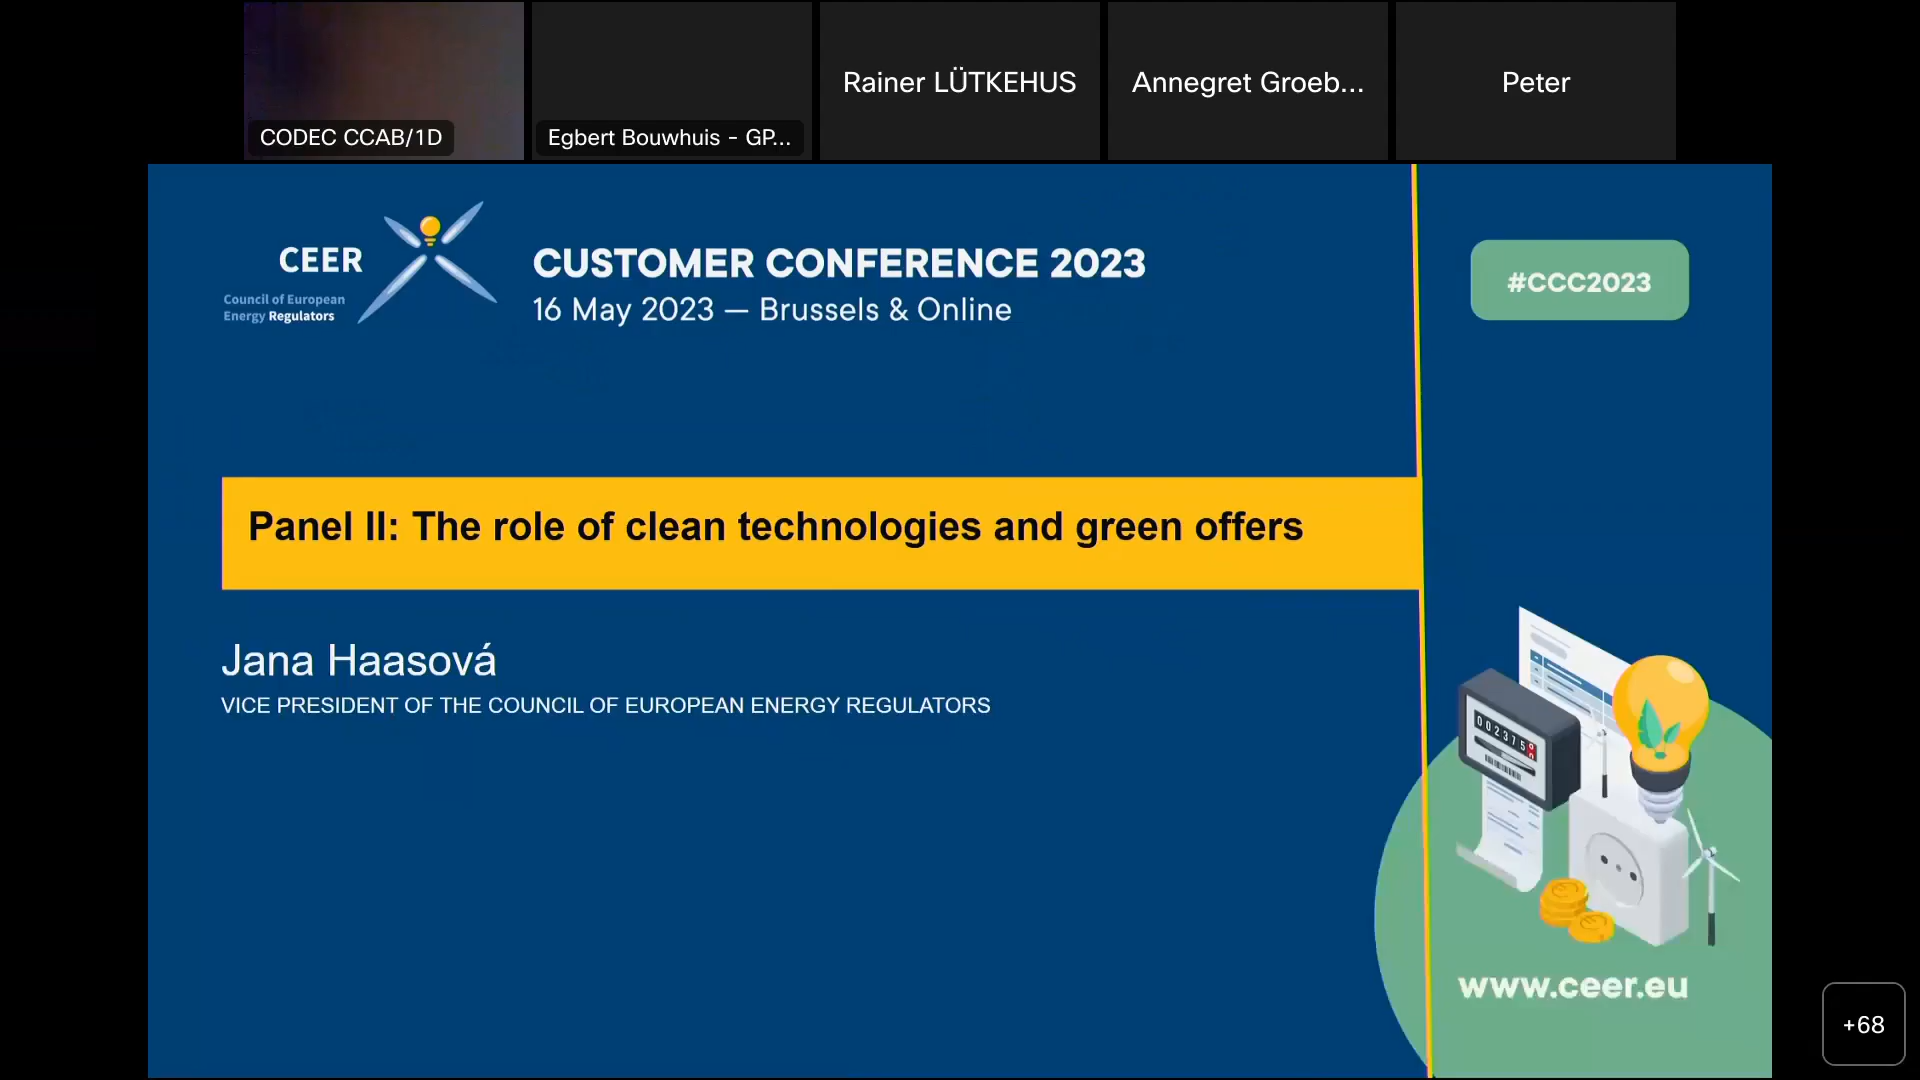 CODEC CCAB/1D
Egbert Bouwhuis - GP...
Rainer LÜTKEHUS
Annegret Groeb...
Peter
CEER
Council of European
Energy Regulators
CUSTOMER CONFERENCE 2023
16 May 2023 — Brussels & Online
#CCC2023
Panel II: The role of clean technologies and green offers
Jana Haasová
VICE PRESIDENT OF THE COUNCIL OF EUROPEAN ENERGY REGULATORS
www.ceer.eu
+68